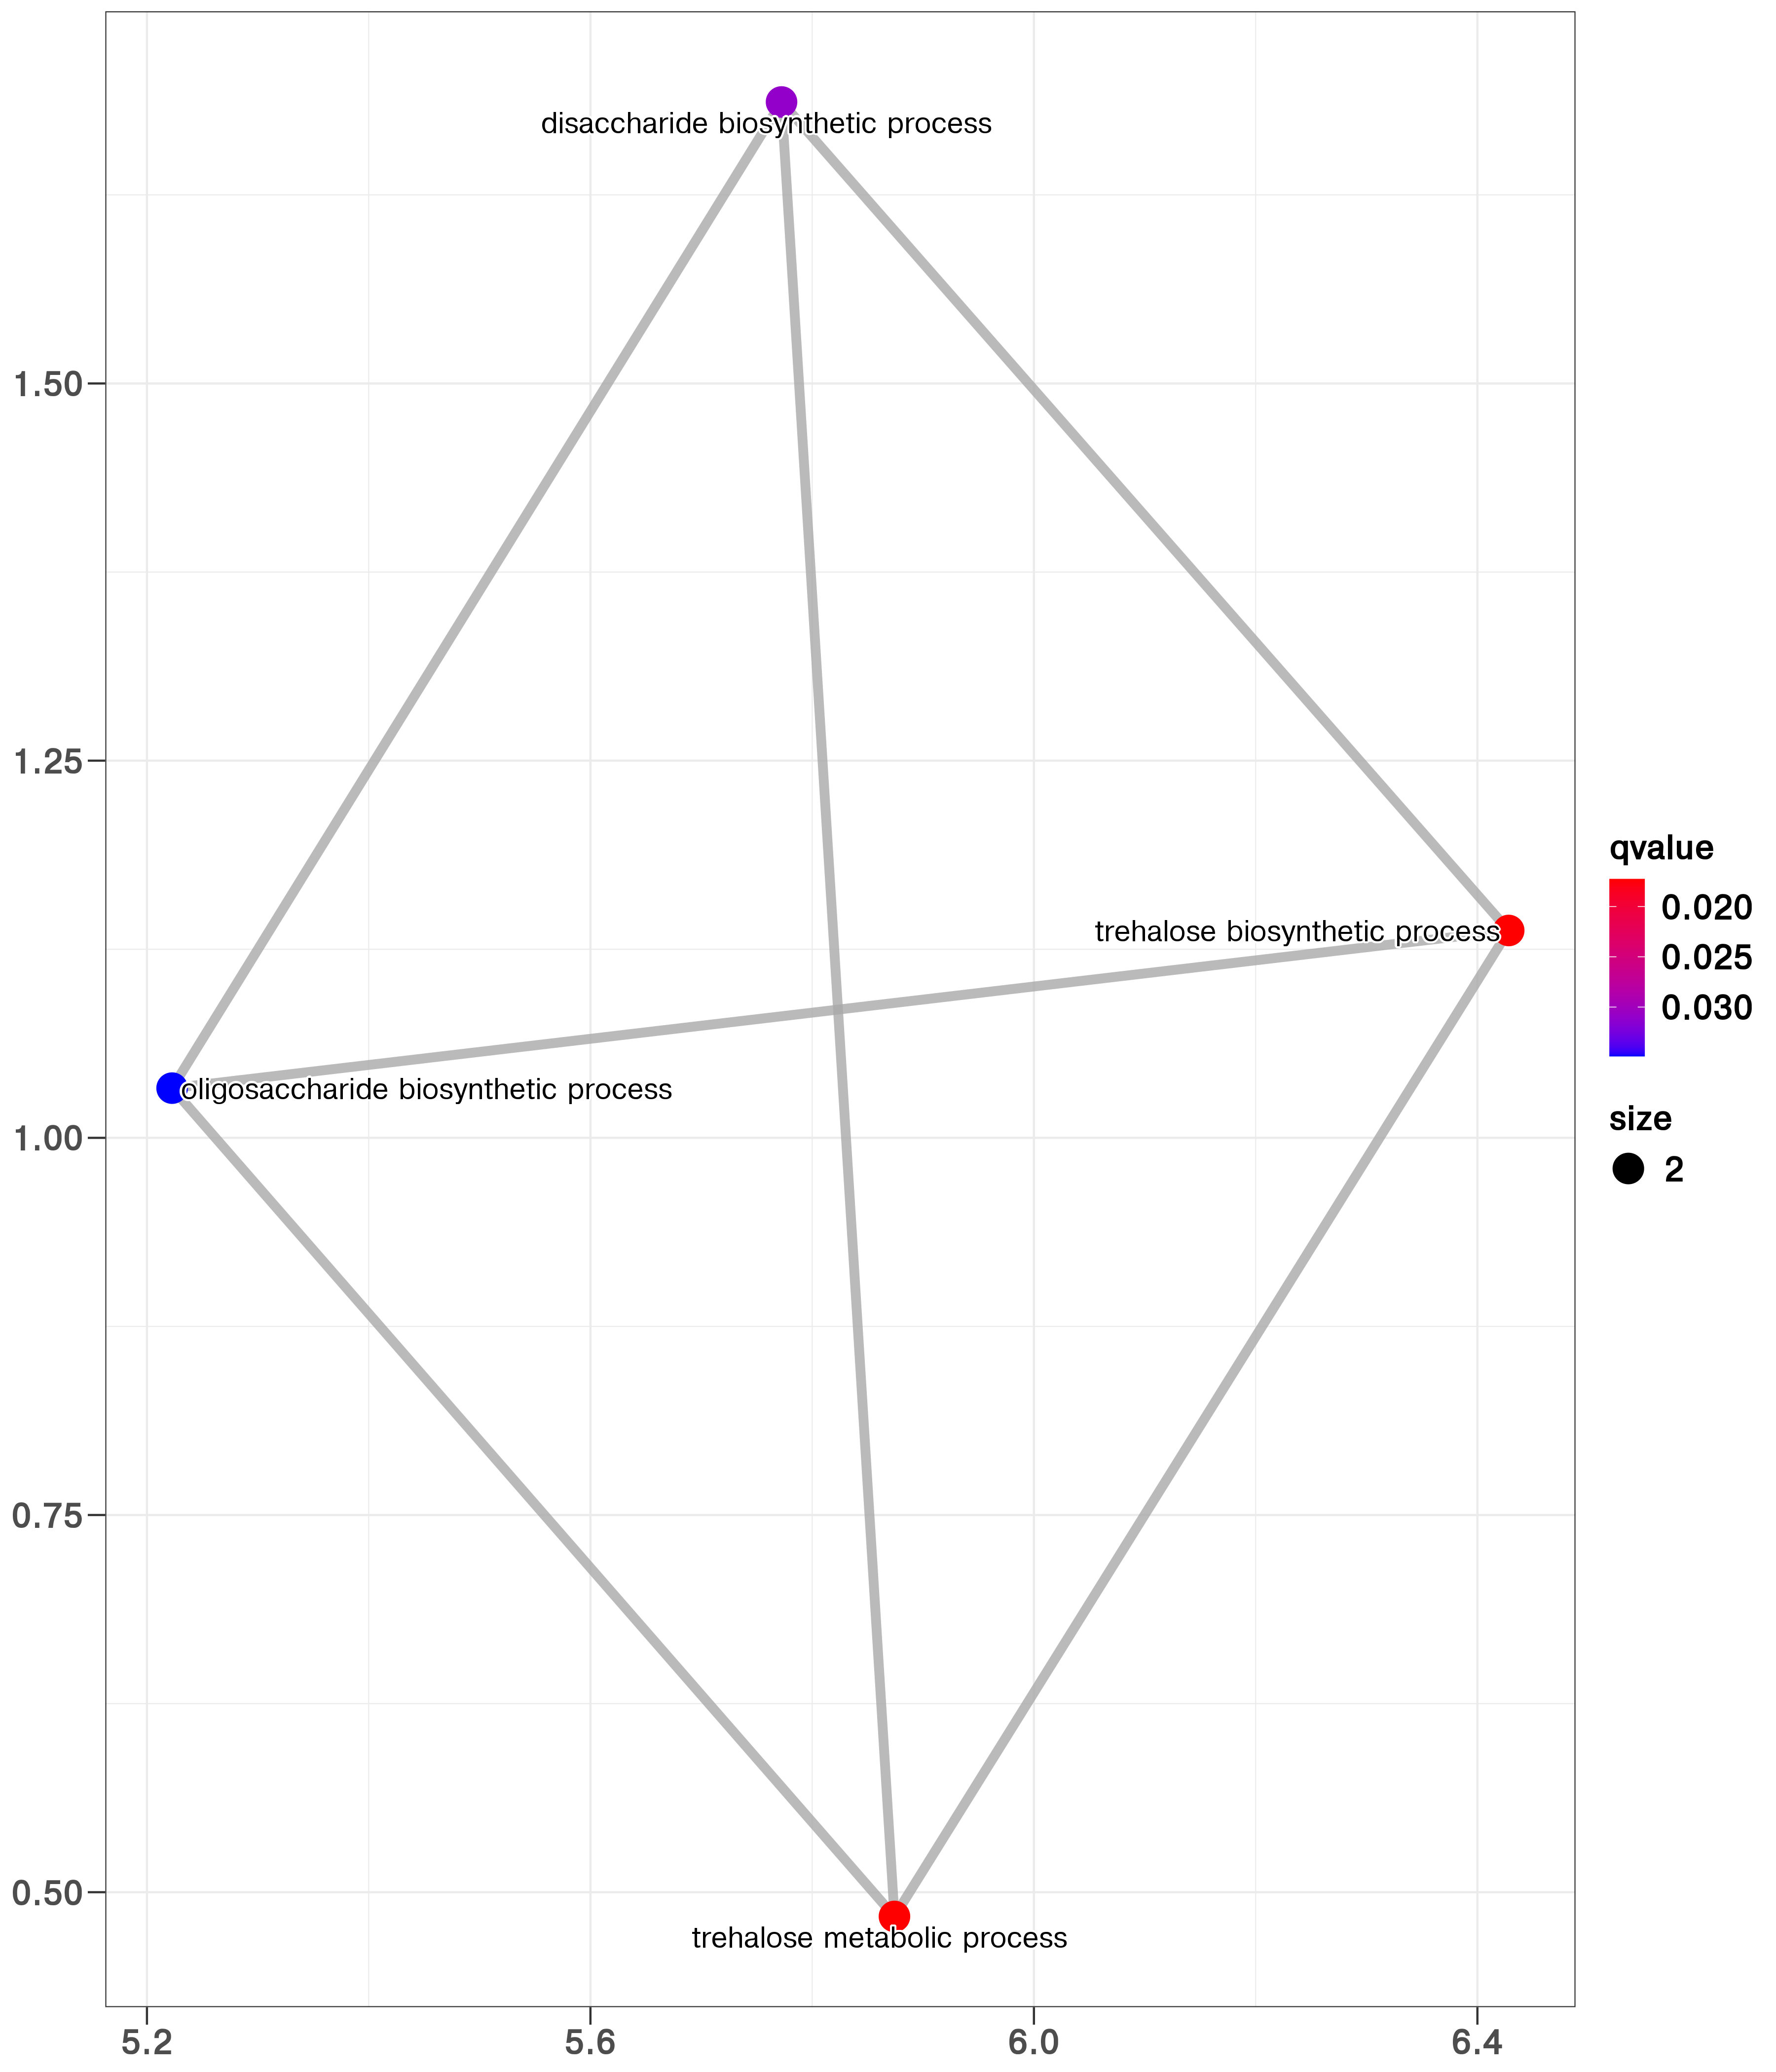 disaccharide biosynthetic process
1.50
1.25
trehalose biosynthetic process
oligosaccharide biosynthetic process
1.00
0.75
0.50
trehalose metabolic process
5.2
5.6
6.0
6.4
qvalue
0.020
0.025
0.030
size
2